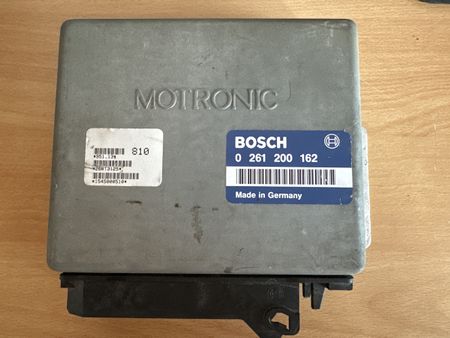 MOTRONIC
810
BOSCH
0 261 200 162
Made in Germany